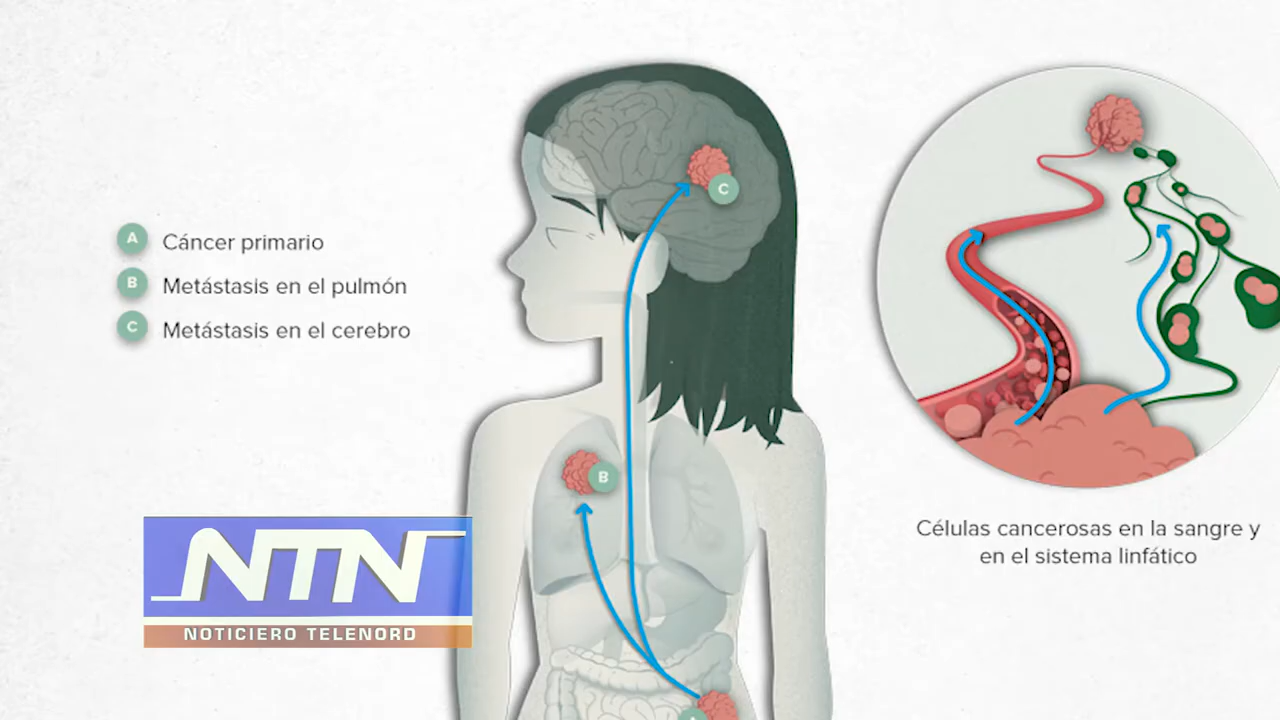 A Cáncer primario
B Metástasis en el pulmón
C Metástasis en el cerebro
C
B
Células cancerosas en la sangre y
en el sistema linfático
NTN
NOTICIERO TELENORD